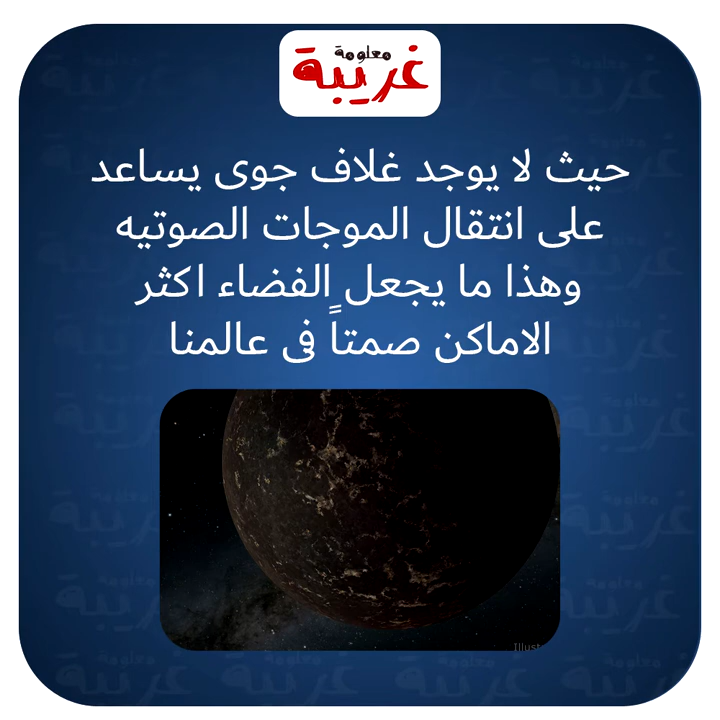 معلومة
غريبة
حيث لا يوجد غلاف جوى يساعد
على انتقال الموجات الصوتيه
وهذا ما يجعل الفضاء اكثر
الاماكن صمتاً فى عالمنا
Illust